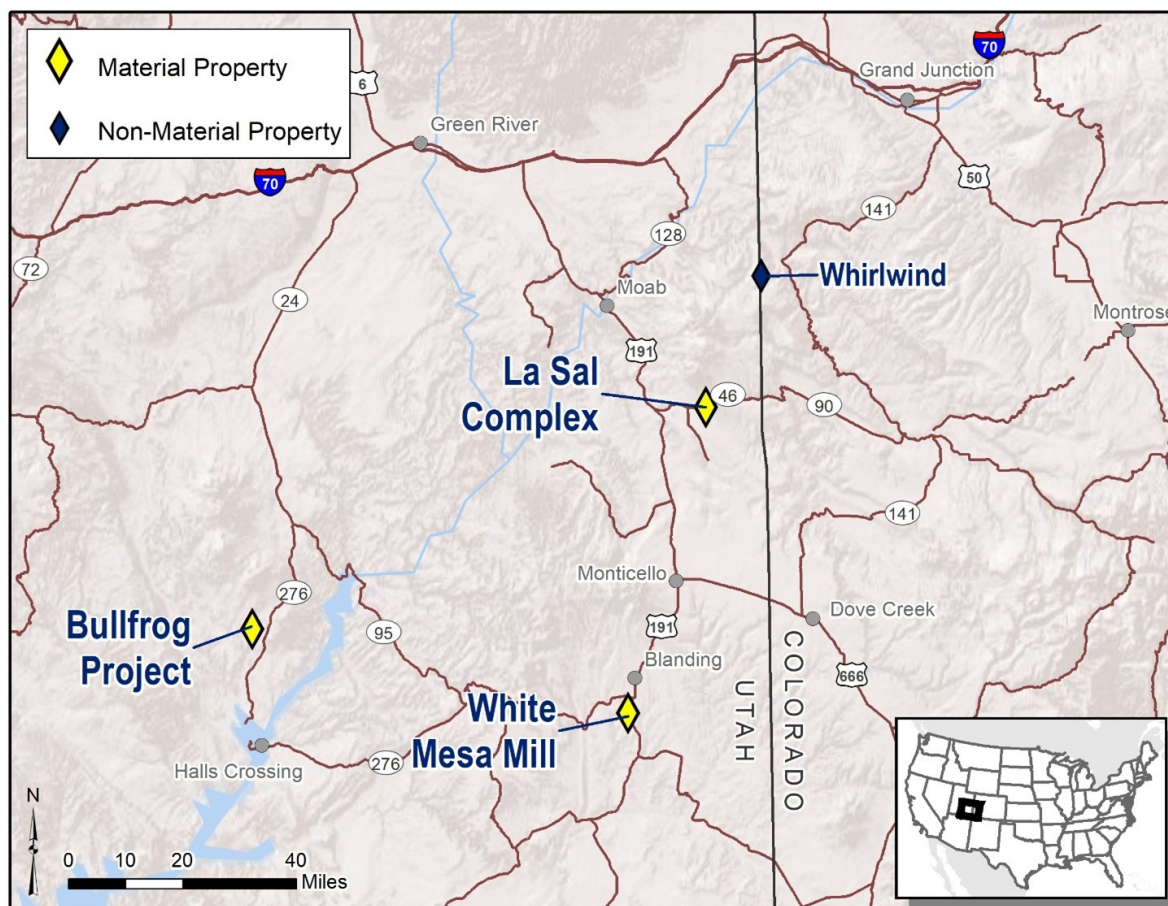 Material Property
Non-Material Property
70
Grand Junction
6
Green River
70
50
141
128
72
Whirlwind
24
Moab
Montrose
191
La Sal
Complex
46
90
141
Monticello
Dove Creek
276
Bullfrog
Project
95
191
Blanding
666
UTAH
COLORADO
White
Mesa Mill
Halls Crossing
276
N
0 10 20 40
Miles